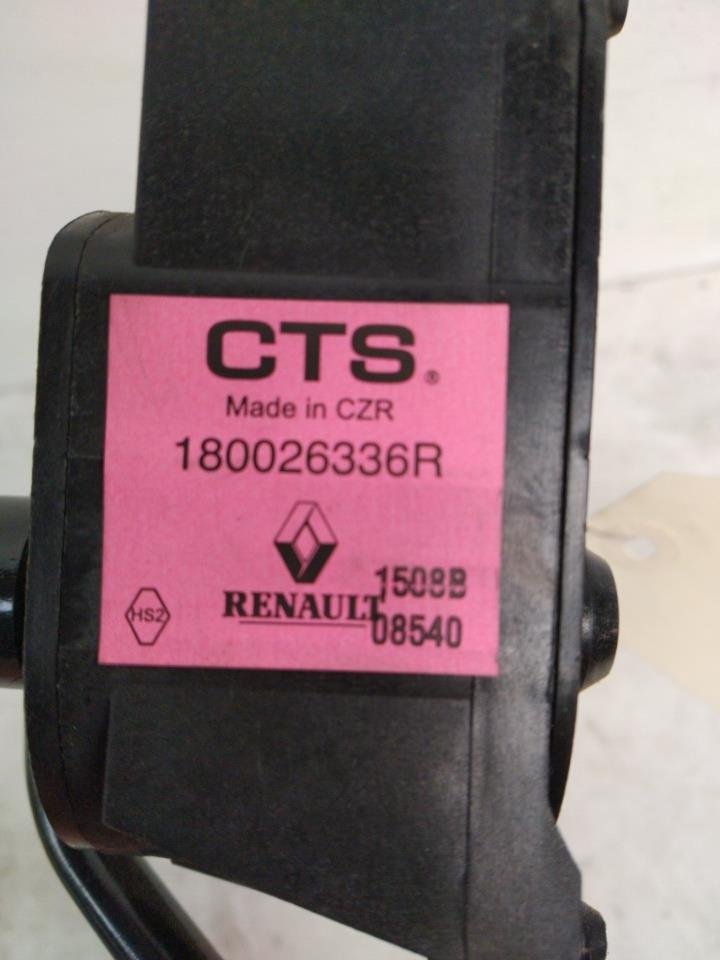 CTS®
Made in CZR
180026336R
HS2
RENAULT
1508B
08540